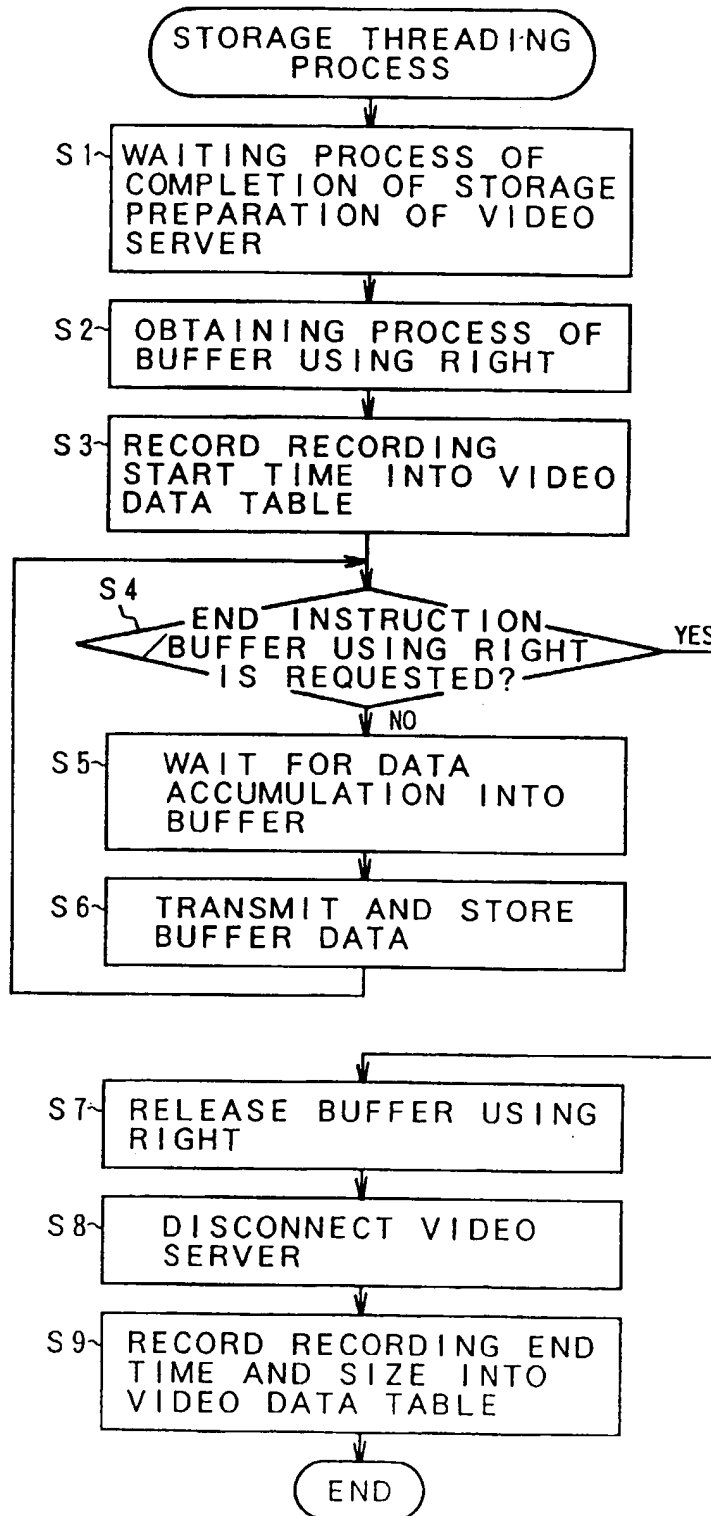 STORAGE THREADING
PROCESS
S1
WAITING PROCESS OF
COMPLETION OF STORAGE
PREPARATION OF VIDEO
SERVER
S2
OBTAINING PROCESS OF
BUFFER USING RIGHT
S3
RECORD RECORDING
START TIME INTO VIDEO
DATA TABLE
S4
END INSTRUCTION
/BUFFER USING RIGHT
IS REQUESTED?
YES
NO
S5
WAIT FOR DATA
ACCUMULATION INTO
BUFFER
S6
TRANSMIT AND STORE
BUFFER DATA
S7
RELEASE BUFFER USING
RIGHT
S8
DISCONNECT VIDEO
SERVER
S9
RECORD RECORDING END
TIME AND SIZE INTO
VIDEO DATA TABLE
END